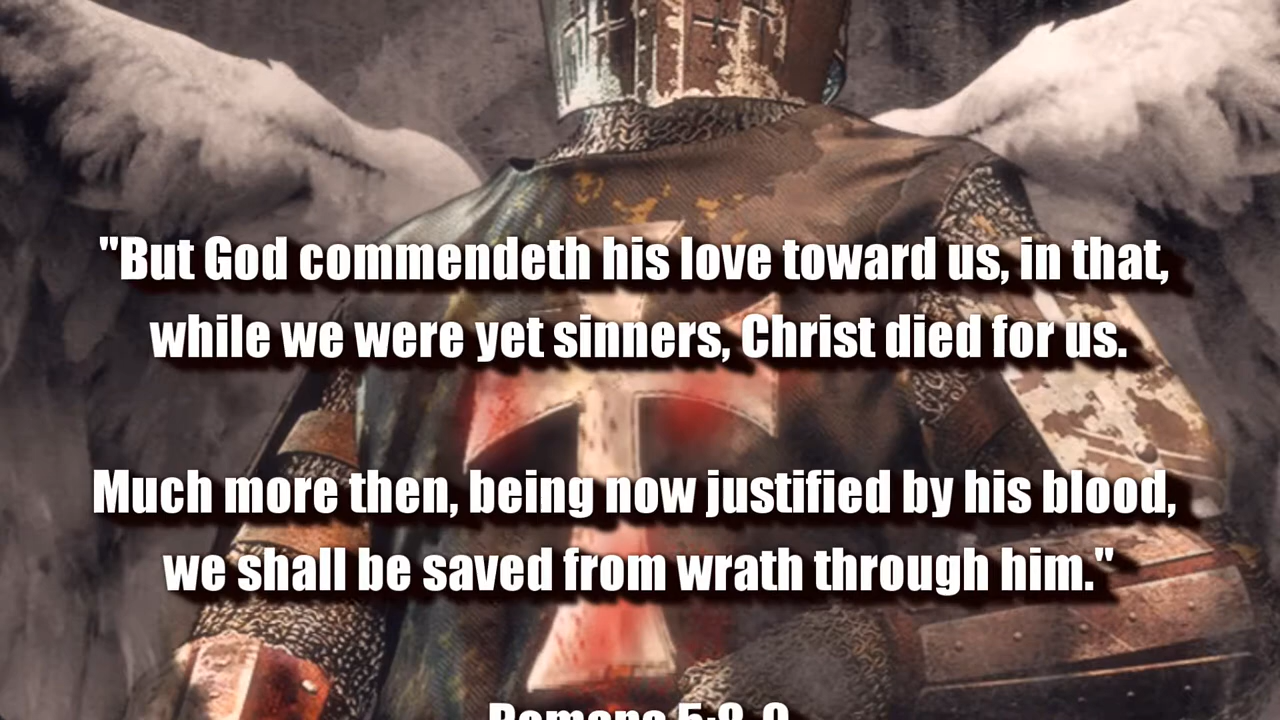 "But God commendeth his love toward us, in that,
while we were yet sinners, Christ died for us.
Much more then, being now justified by his blood,
we shall be saved from wrath through him."
Romans 5:8-9